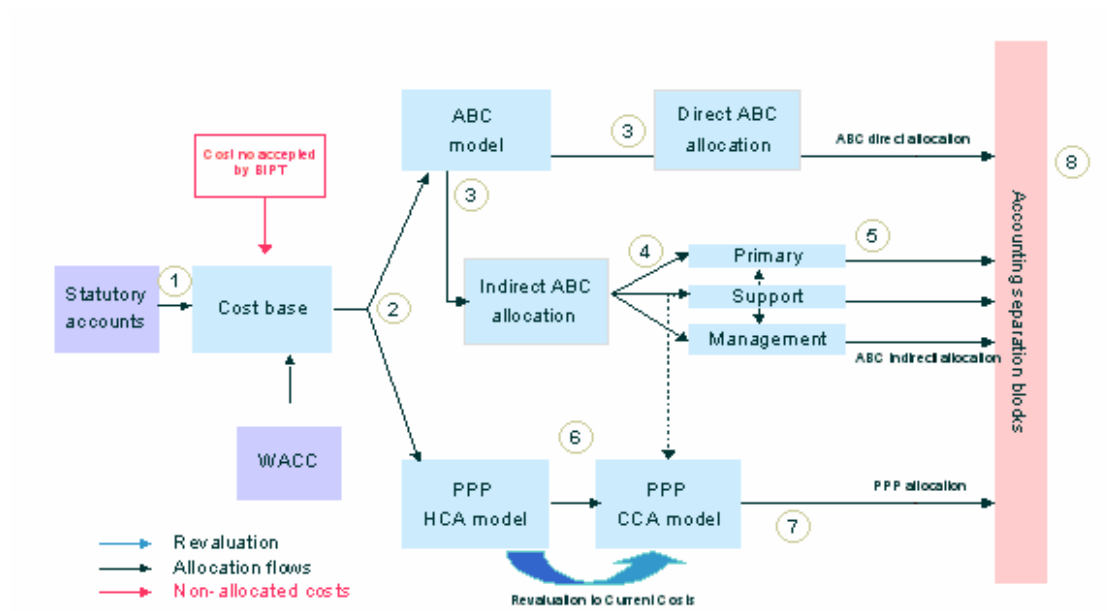 ABC
model
3
Direct ABC
allocation
ABC direct allocation
8
Cost no accepted
by BIPT
3
4
Primary
5
Statutory
accounts
1
Cost base
2
Indirect ABC
allocation
Support
Management
ABC indirect allocation
Accounting separation blocks
WACC
6
PPP
HCA model
PPP
CCA model
PPP allocation
7
Revaluation
Allocation flows
Non-allocated costs
Revaluation to Current Costs